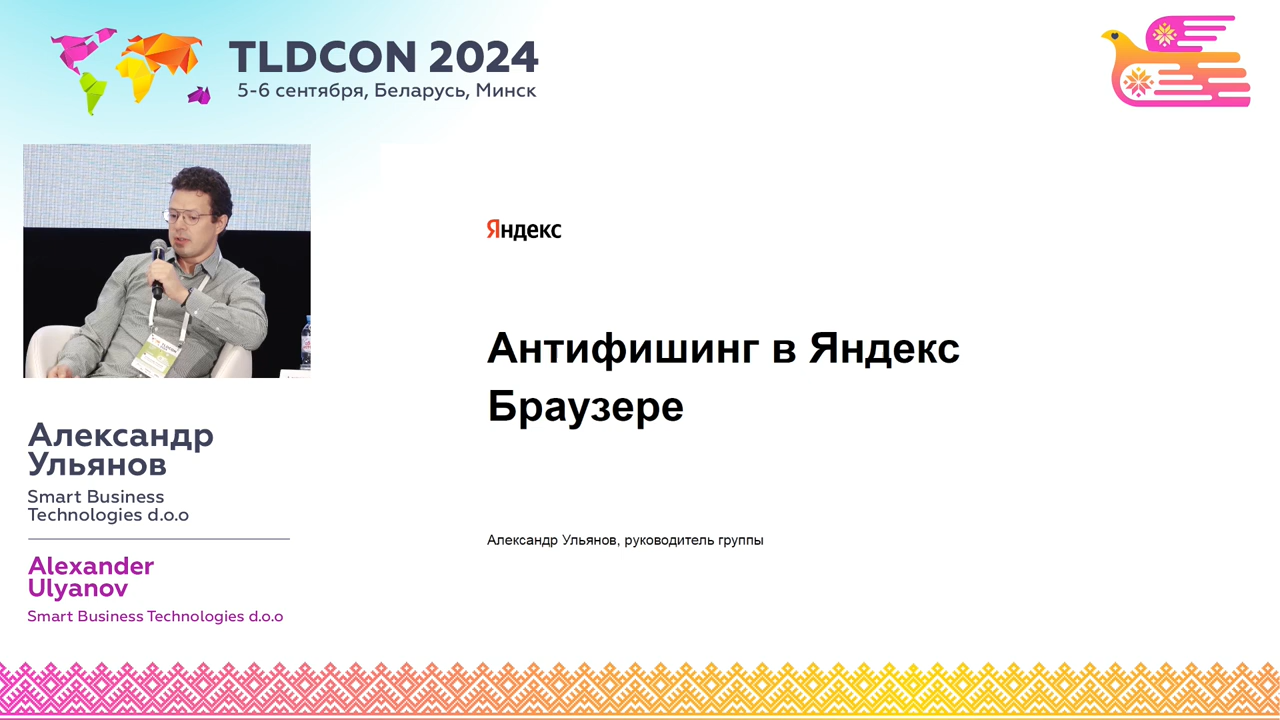 TLDCON 2024
5-6 сентября, Беларусь, Минск
Яндекс
Антифишинг в Яндекс
Браузере
Александр Ульянов, руководитель группы
Александр
Ульянов
Smart Business
Technologies d.o.o
Alexander
Ulyanov
Smart Business Technologies d.o.o